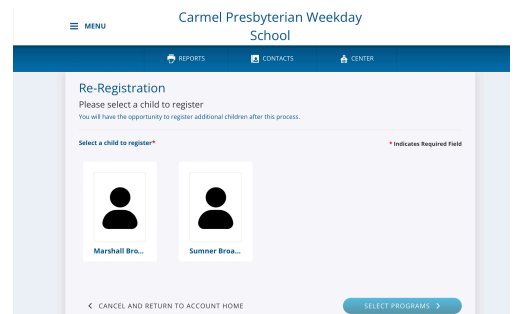 MENU
Carmel Presbyterian Weekday
School
REPORTS
CONTACTS
CENTER
Re-Registration
Please select a child to register
You will have the opportunity to register additional children after this process.
Select a child to register*
* Indicates Required Field
Marshall Bro...
Sumner Broa...
CANCEL AND RETURN TO ACCOUNT HOME
SELECT PROGRAMS